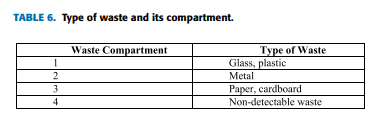 TABLE 6. Type of waste and its compartment.
Waste Compartment Type of Waste
1 Glass, plastic
2 Metal
3 Paper, cardboard
4 Non-detectable waste